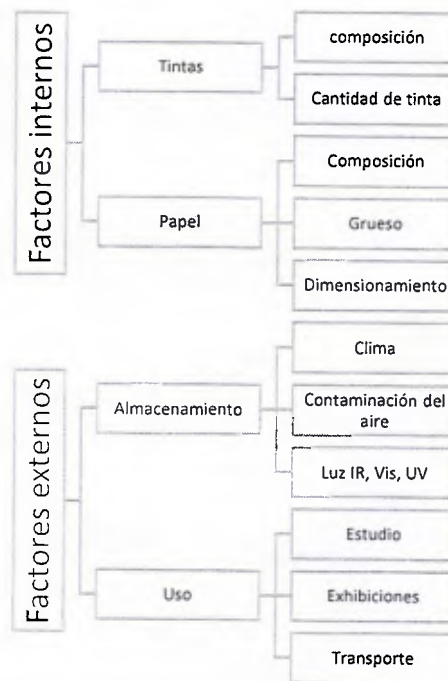 Factores internos
Tintas
composición
Cantidad de tinta
Papel
Composición
Grueso
Dimensionamiento
Factores externos
Almacenamiento
Clima
Contaminación del
aire
Luz IR, Vis, UV
Uso
Estudio
Exhibiciones
Transporte